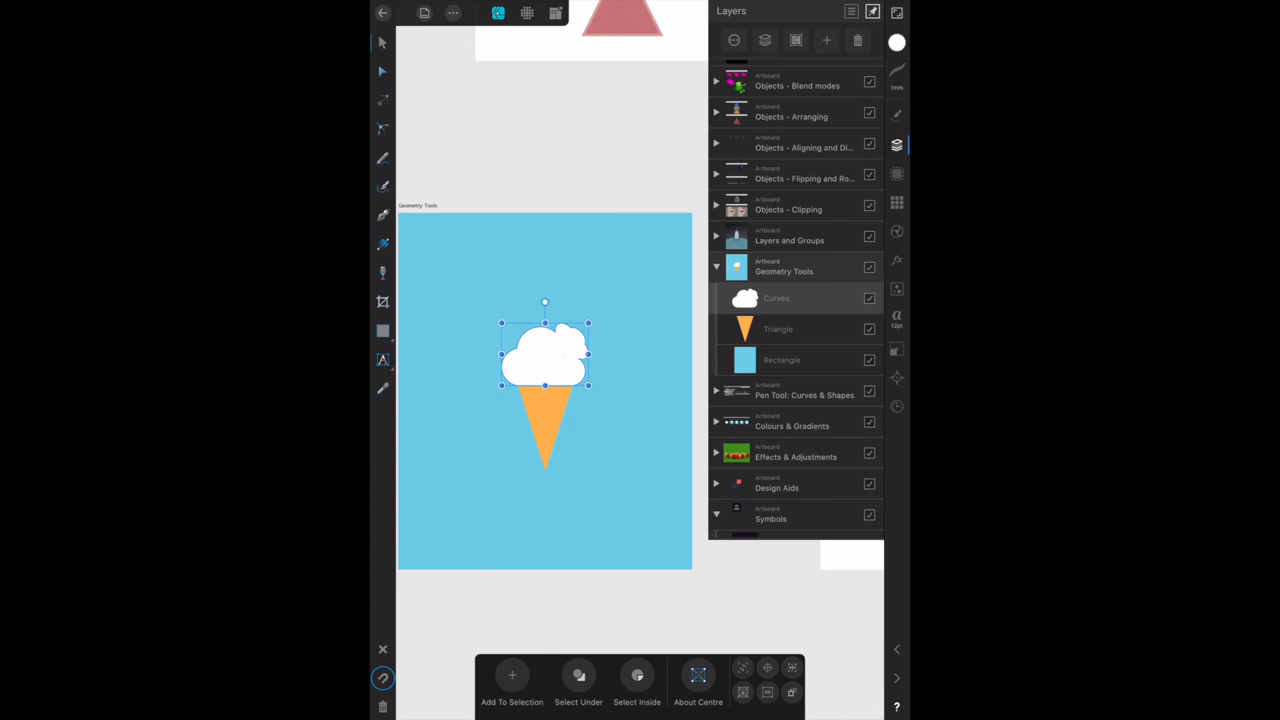 Layers
Artboard
Objects - Blend modes
Artboard
Objects - Arranging
Artboard
Objects - Aligning and Di...
Artboard
Objects - Flipping and Ro...
Artboard
Objects - Clipping
Artboard
Layers and Groups
Artboard
Geometry Tools
Curves
Triangle
Rectangle
Artboard
Pen Tool: Curves & Shapes
Artboard
Colours & Gradients
Artboard
Effects & Adjustments
Artboard
Design Aids
Artboard
Symbols
1mm
fx
a
12pt
?
Geometry Tools
A
Add To Selection
Select Under
Select Inside
About Centre